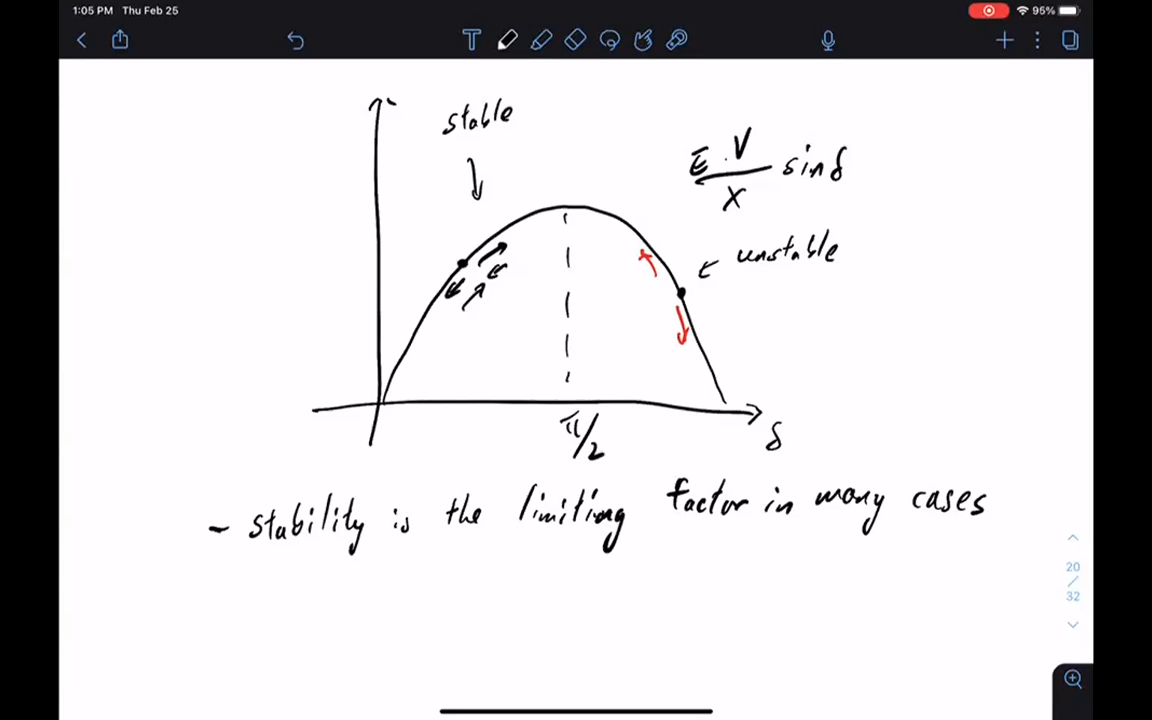 1:05 PM Thu Feb 25
95%
stable
E.V
X
sinδ
unstable
π/2
δ
- stability is the limiting factor in many cases
20
/
32